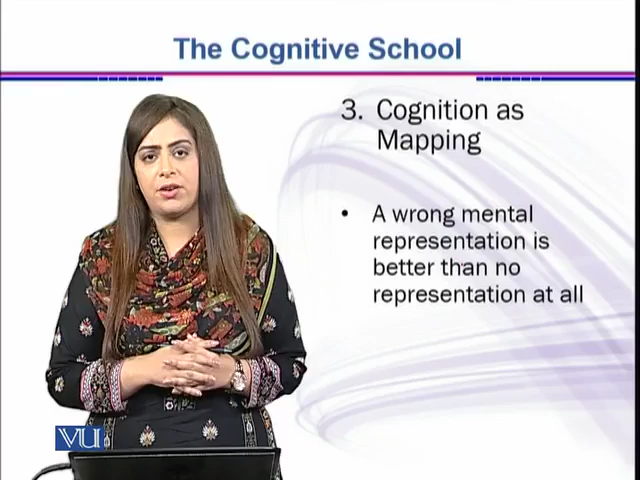 The Cognitive School
3. Cognition as
Mapping
• A wrong mental
representation is
better than no
representation at all
VU